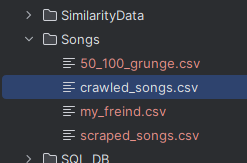 SimilarityData
Songs
50_100_grunge.csv
crawled_songs.csv
my_freind.csv
scraped_songs.csv
SQL_DB